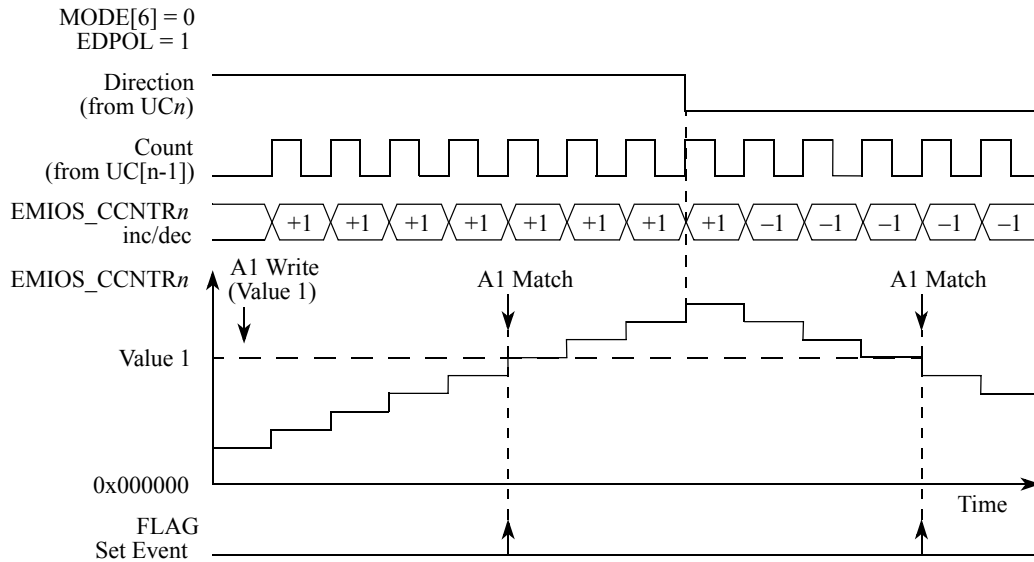 MODE[6] = 0
EDPOL = 1
Direction
(from UCn)
Count
(from UC[n-1])
EMIOS_CCNTRn
inc/dec
+1 +1 +1 +1 +1 +1 +1 +1 –1 –1 –1 –1 –1
EMIOS_CCNTRn
A1 Write
(Value 1)
A1 Match
A1 Match
Value 1
0x000000
Time
FLAG
Set Event